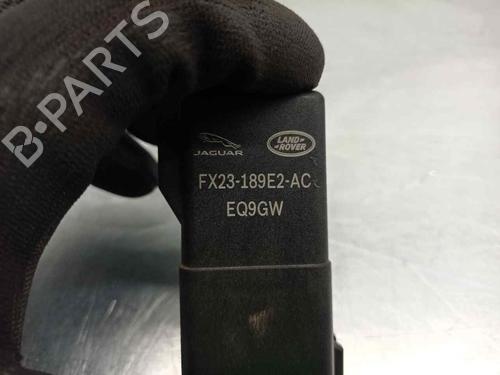 B-PARTS
JAGUAR
LAND
ROVER
FX23-189E2-AC
EQ9GW